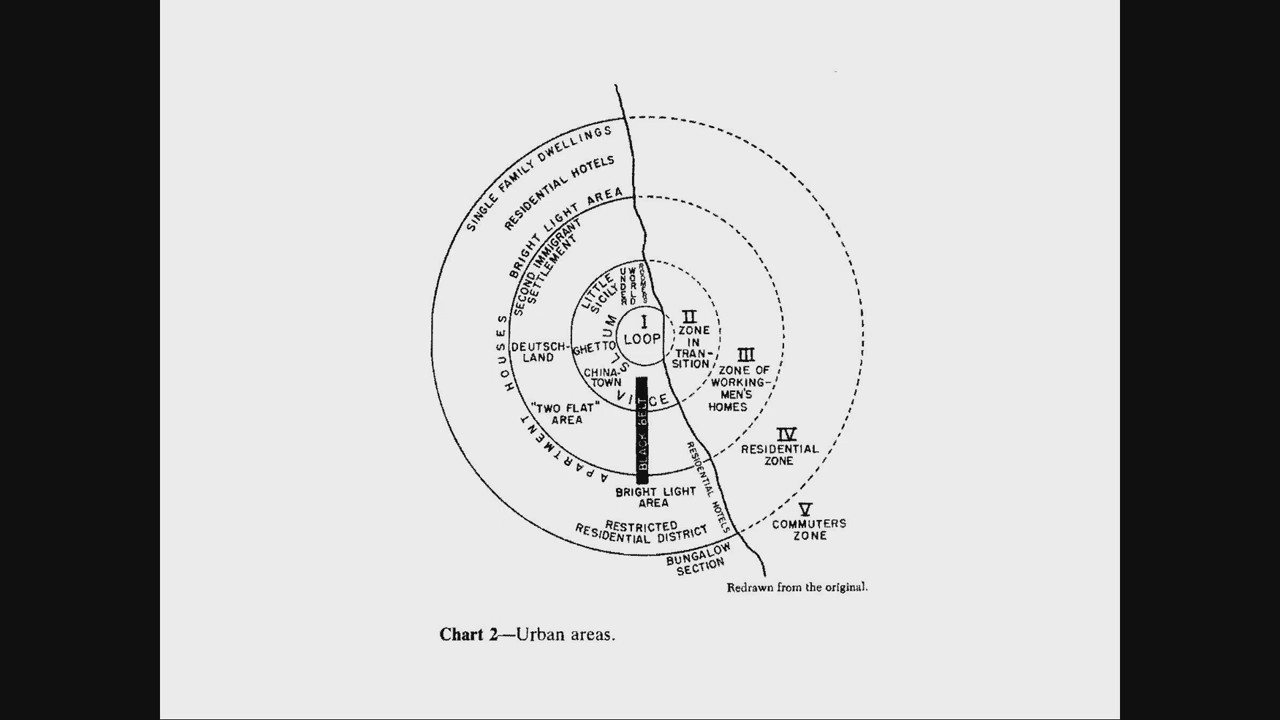 SINGLE FAMILY DWELLINGS
RESIDENTIAL HOTELS
BRIGHT LIGHT AREA
SECOND IMMIGRANT
SETTLEMENT
LITTLE
SICILY
UNDER
WORLD
ROOMERS
I
LOOP
II
ZONE
IN
TRAN-
SITION
SLUM
GHETTO
DEUTSCH-
LAND
CHINA-
TOWN
VICE
BLACK BELT
"TWO FLAT"
AREA
APARTMENT HOUSES
III
ZONE OF
WORKING-
MEN'S
HOMES
IV
RESIDENTIAL
ZONE
RESIDENTIAL HOTELS
BRIGHT LIGHT
AREA
RESTRICTED
RESIDENTIAL DISTRICT
V
COMMUTERS
ZONE
BUNGALOW
SECTION
Redrawn from the original.
Chart 2—Urban areas.